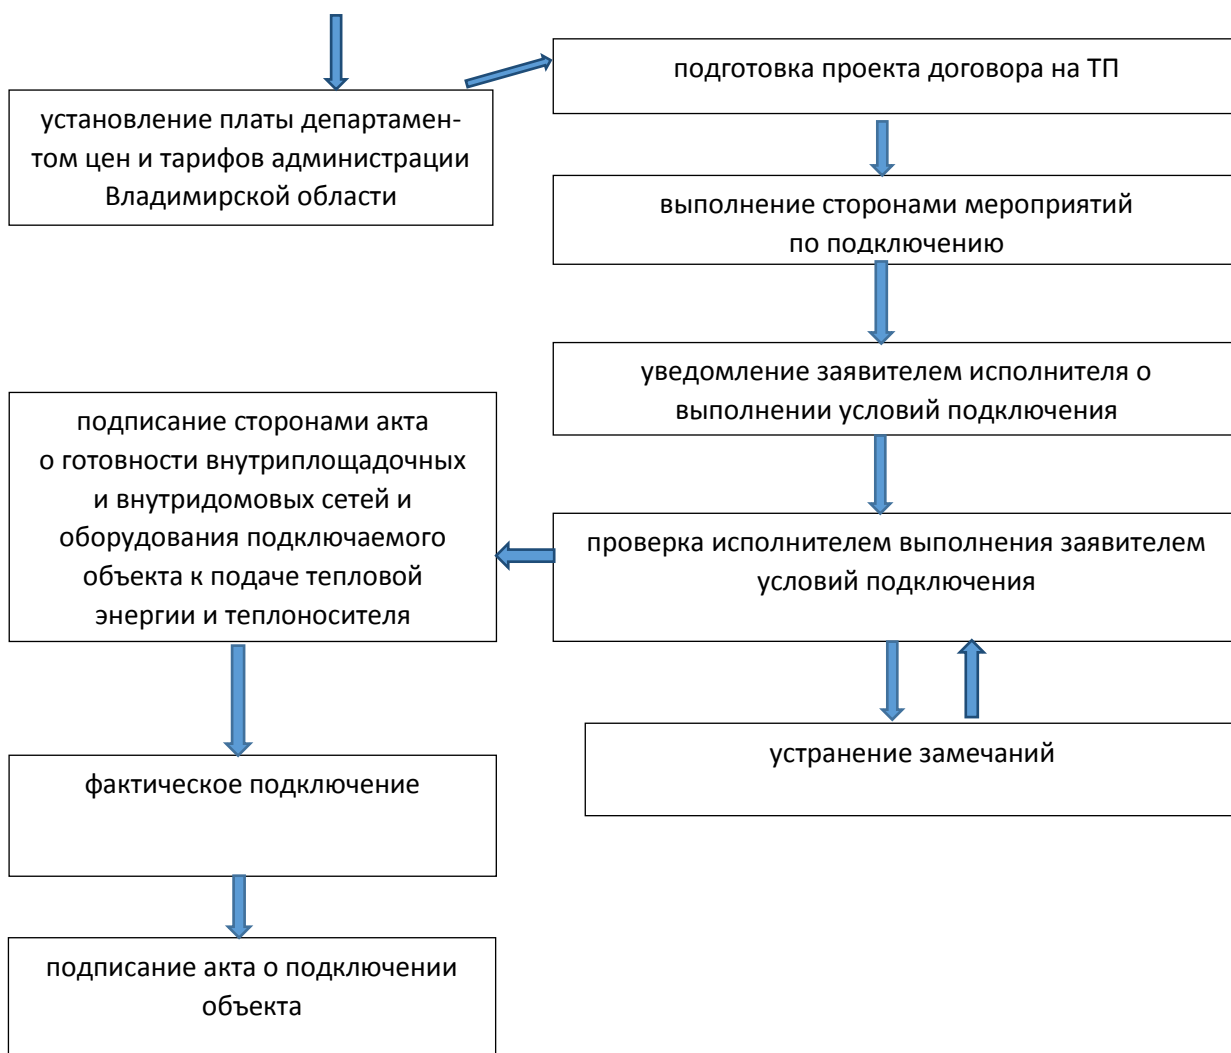 подготовка проекта договора на ТП
установление платы департамен-
том цен и тарифов администрации
Владимирской области
выполнение сторонами мероприятий
по подключению
уведомление заявителем исполнителя о
выполнении условий подключения
подписание сторонами акта
о готовности внутриплощадочных
и внутридомовых сетей и
оборудования подключаемого
объекта к подаче тепловой
энергии и теплоносителя
проверка исполнителем выполнения заявителем
условий подключения
устранение замечаний
фактическое подключение
подписание акта о подключении
объекта